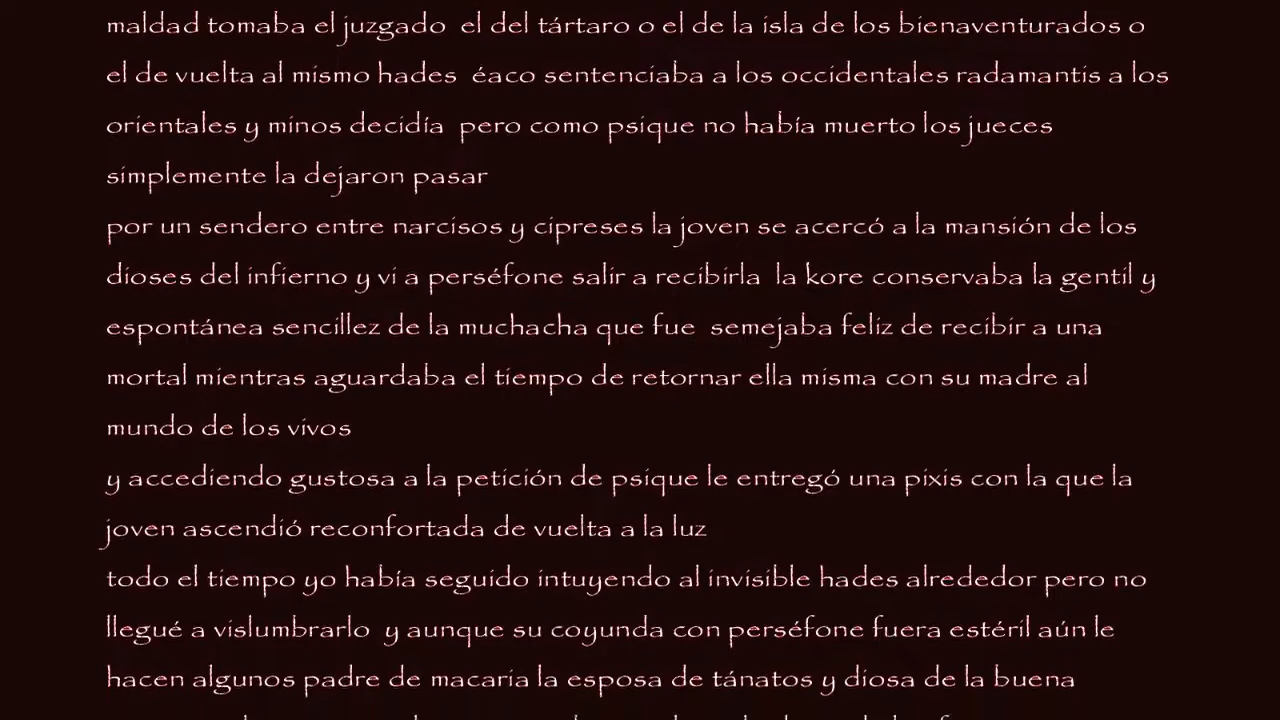 maldad tomaba el juzgado  el del tártaro o el de la isla de los bienaventurados o
el de vuelta al mismo hades  éaco sentenciaba a los occidentales radamantis a los
orientales y minos decidía  pero como psique no había muerto los jueces
simplemente la dejaron pasar
por un sendero entre narcisos y cipreses la joven se acercó a la mansión de los
dioses del infierno y vi a perséfone salir a recibirla  la kore conservaba la gentil y
espontánea sencillez de la muchacha que fue  semejaba feliz de recibir a una
mortal mientras aguardaba el tiempo de retornar ella misma con su madre al
mundo de los vivos
y accediendo gustosa a la petición de psique le entregó una pixis con la que la
joven ascendió reconfortada de vuelta a la luz
todo el tiempo yo había seguido intuyendo al invisible hades alrededor pero no
llegué a vislumbrarlo  y aunque su coyunda con perséfone fuera estéril aún le
hacen algunos padre de macaria la esposa de tánatos y diosa de la buena